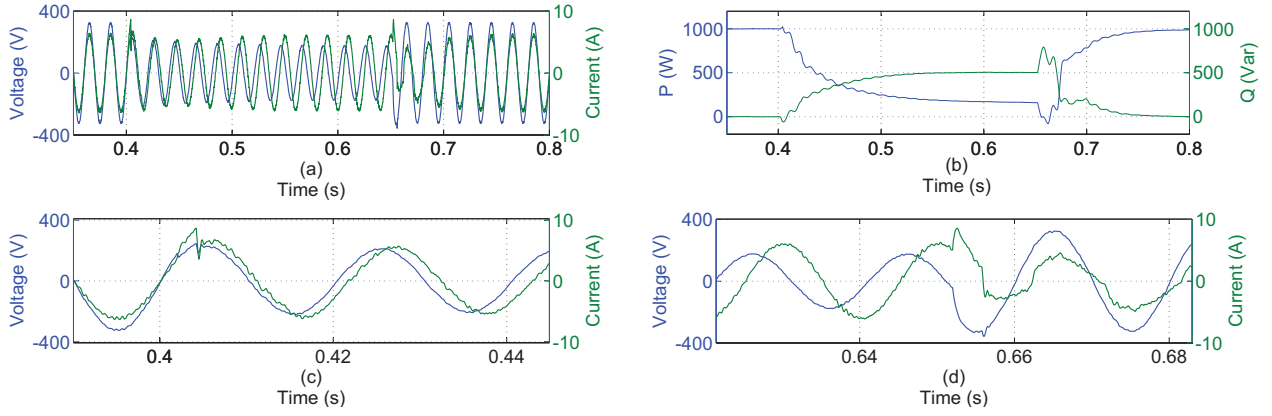 400
0
-400
Voltage (V)
10
0
-10
Current (A)
0.4
0.5
0.6
0.7
0.8
(a)
Time (s)
1000
500
0
P (W)
1000
500
0
Q (Var)
0.4
0.5
0.6
0.7
0.8
(b)
Time (s)
400
0
-400
Voltage (V)
10
0
-10
Current (A)
0.4
0.42
0.44
(c)
Time (s)
400
0
-400
Voltage (V)
10
0
-10
Current (A)
0.64
0.66
0.68
(d)
Time (s)